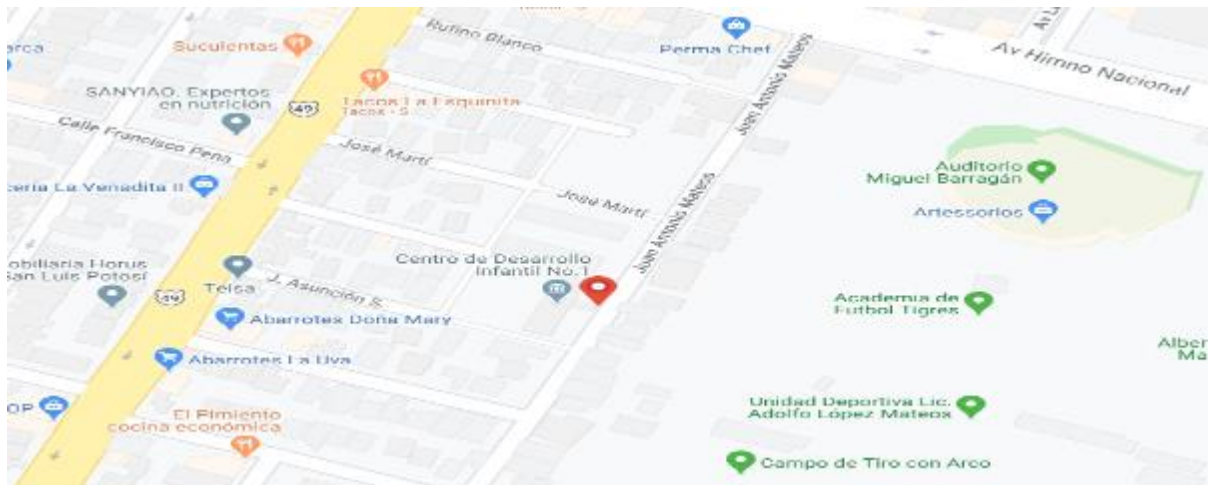 arca
Suculentas
Rufino Blanco
Perma Chef
Av Himno Nacional
SANYIAO. Expertos
en nutrición
49
Tacos La Esquinita
Tacos - $
Juan Antonio Mateos
Calle Francisco Pena
José Martí
Auditorio
Miguel Barragán
cería La Venadita II
José Martí
Artessorios
Juan Antonio Mateos
Centro de Desarrollo
Infantil No.1
obiliaria Horus
San Luis Potosí
49
Telsa
J. Asunción S.
Abarrotes Doña Mary
Academia de
Futbol Tigres
Alber
Ma
Abarrotes La Uva
OP
El Pimiento
cocina económica
Unidad Deportiva Lic.
Adolfo López Mateos
Campo de Tiro con Arco